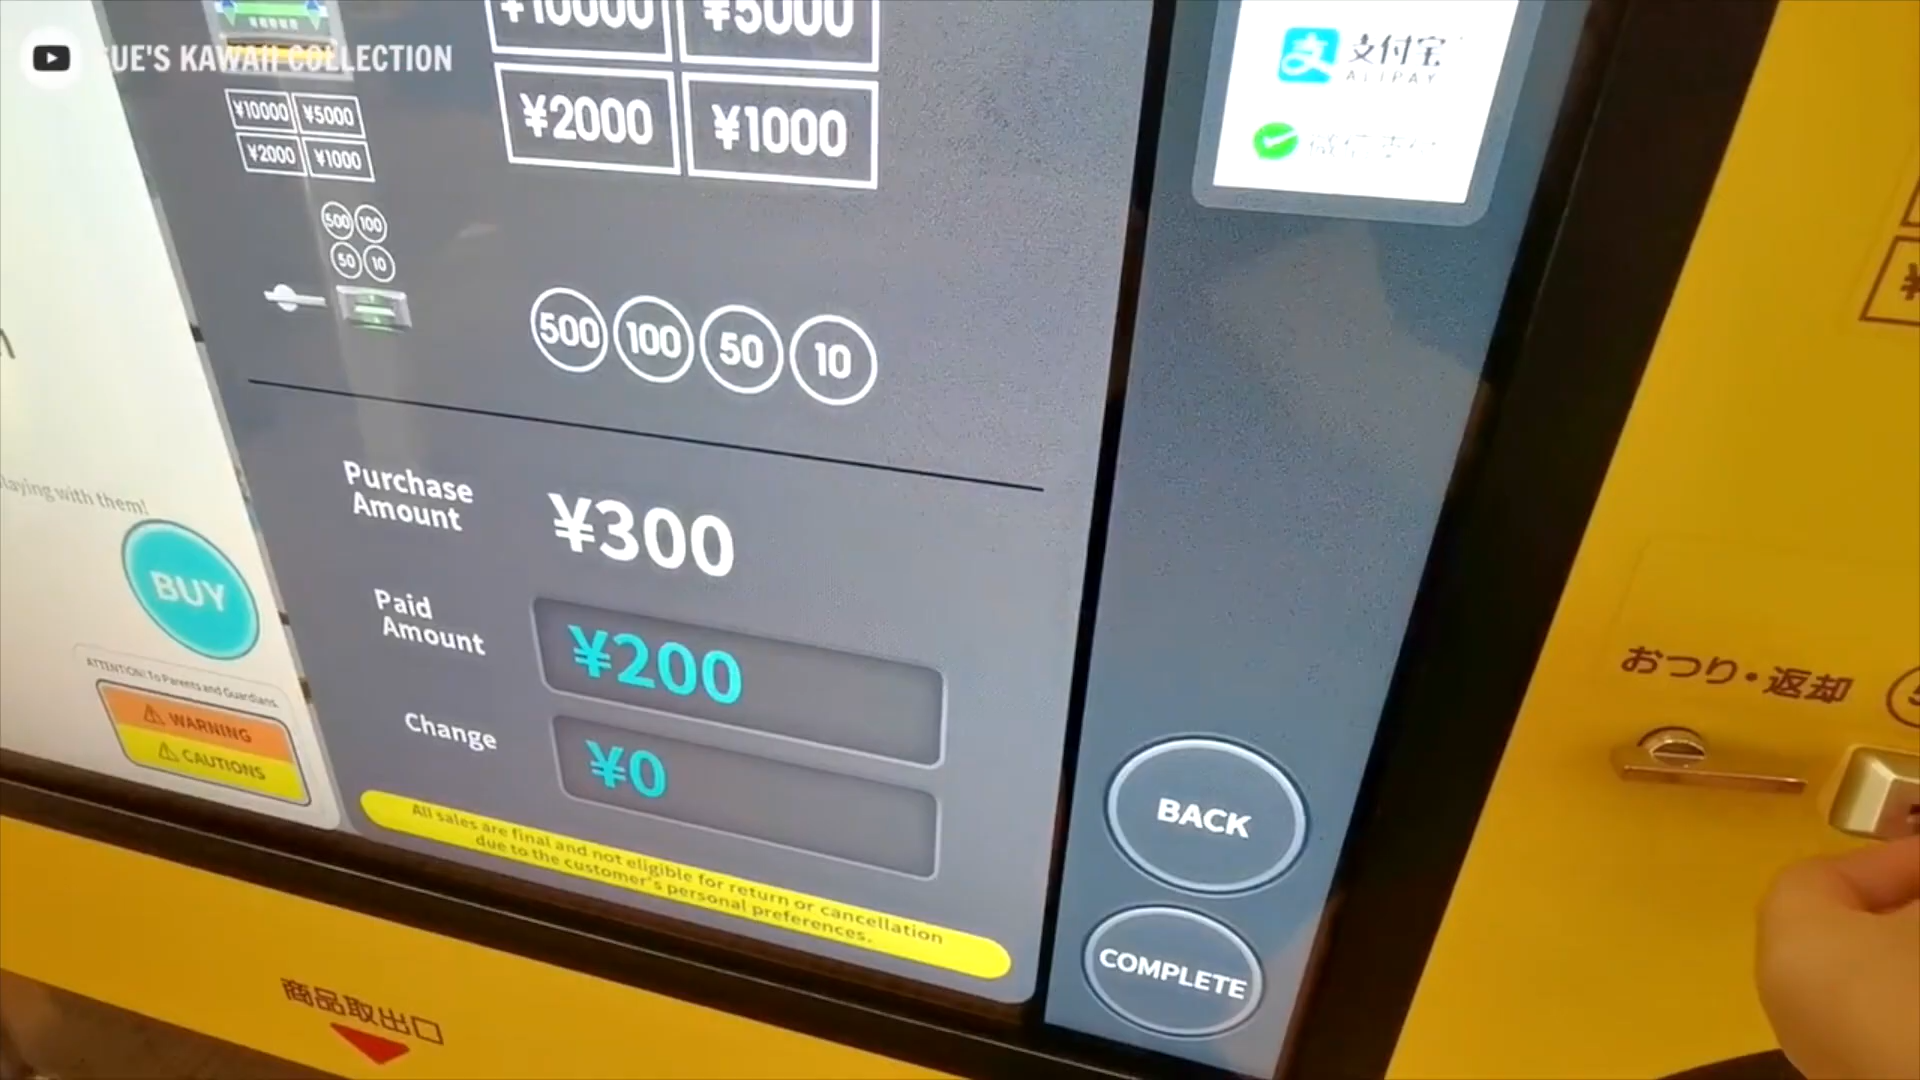 SUE'S KAWAII COLLECTION
¥10000 ¥5000
¥2000 ¥1000
¥10000 ¥5000
¥2000 ¥1000
500 100
50 10
500 100 50 10
支付宝
ALIPAY
Purchase
Amount
¥300
Paid
Amount
¥200
Change
¥0
All sales are final and not eligible for return or cancellation
due to the customer's personal preferences.
playing with them!
BUY
ATTENTION! To Parents and Guardians
WARNING
CAUTIONS
BACK
COMPLETE
おつり・返却
商品取出口